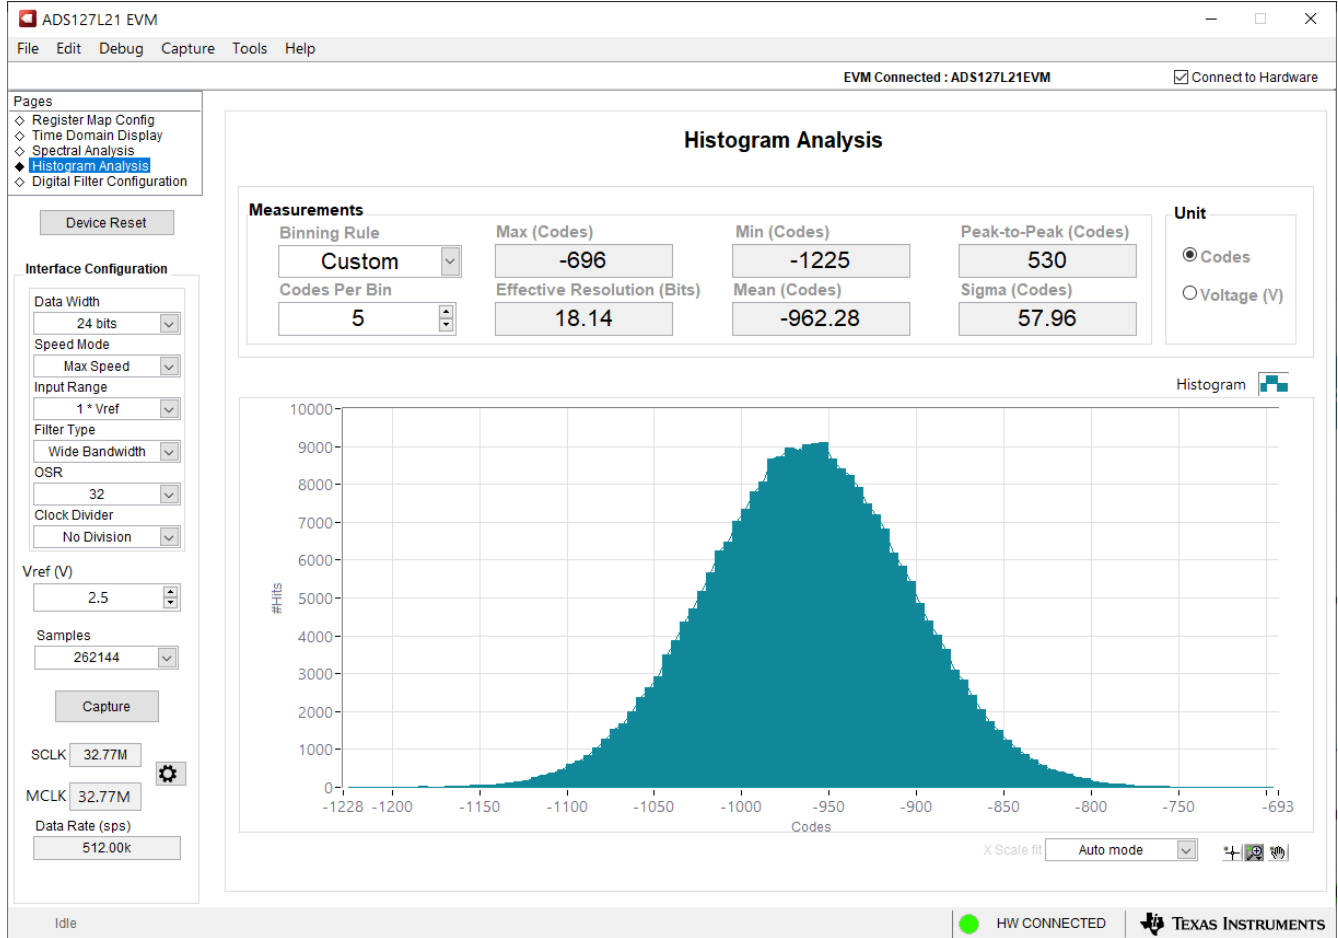 ADS127L21 EVM
File Edit Debug Capture Tools Help
EVM Connected : ADS127L21EVM
Connect to Hardware
Pages
Register Map Config
Time Domain Display
Spectral Analysis
Histogram Analysis
Digital Filter Configuration
Device Reset
Interface Configuration
Data Width
24 bits
Speed Mode
Max Speed
Input Range
1 * Vref
Filter Type
Wide Bandwidth
OSR
32
Clock Divider
No Division
Vref (V)
2.5
Samples
262144
Capture
SCLK 32.77M
MCLK 32.77M
Data Rate (sps)
512.00k
Histogram Analysis
Measurements
Binning Rule
Custom
Max (Codes)
-696
Min (Codes)
-1225
Peak-to-Peak (Codes)
530
Codes Per Bin
5
Effective Resolution (Bits)
18.14
Mean (Codes)
-962.28
Sigma (Codes)
57.96
Unit
Codes
Voltage (V)
Histogram
10000
9000
8000
7000
6000
5000
4000
3000
2000
1000
0
#Hits
-1228 -1200 -1150 -1100 -1050 -1000 -950 -900 -850 -800 -750 -693
Codes
X Scale fit Auto mode
Idle
HW CONNECTED
TEXAS INSTRUMENTS